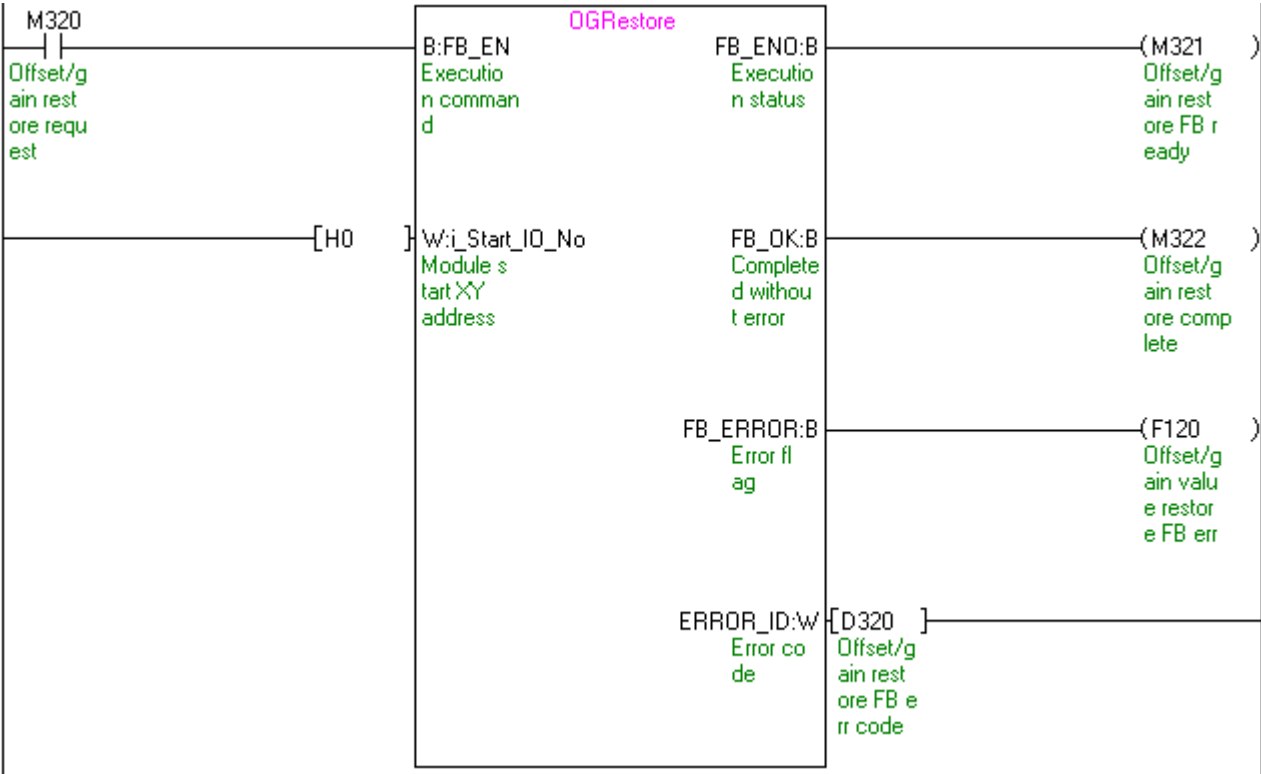 M320
Offset/g
ain rest
ore requ
est
OGRestore
B:FB_EN
Executio
n comman
d
FB_ENO:B
Executio
n status
(M321 )
Offset/g
ain rest
ore FB r
eady
[H0 ]
W:i_Start_IO_No
Module s
tart XY
address
FB_OK:B
Complete
d withou
t error
(M322 )
Offset/g
ain rest
ore comp
lete
FB_ERROR:B
Error fl
ag
(F120 )
Offset/g
ain valu
e restor
e FB err
ERROR_ID:W
Error co
de
[D320 ]
Offset/g
ain rest
ore FB e
rr code